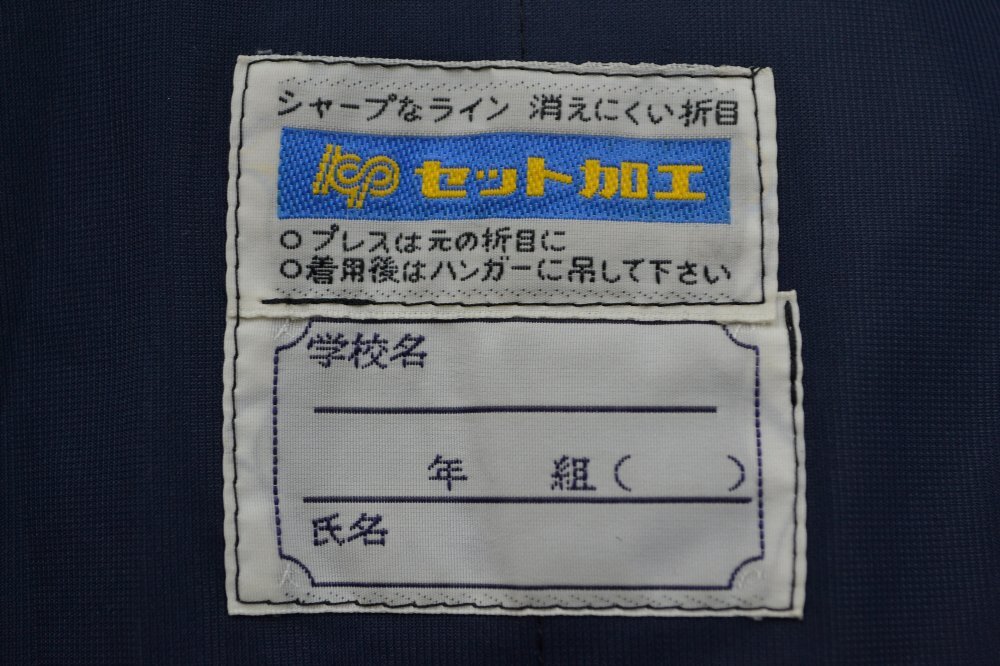 シャープなライン 消えにくい折目
セット加工
○プレスは元の折目に
○着用後はハンガーに吊して下さい
学校名
年 組( )
氏名